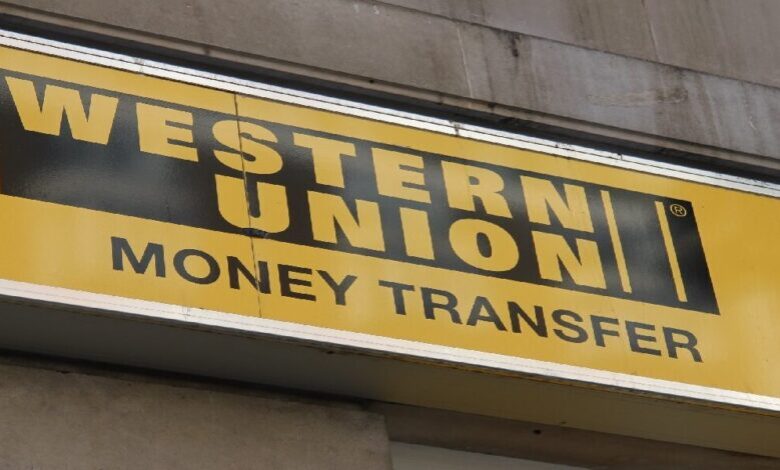 WESTERN
UNION ®
MONEY TRANSFER